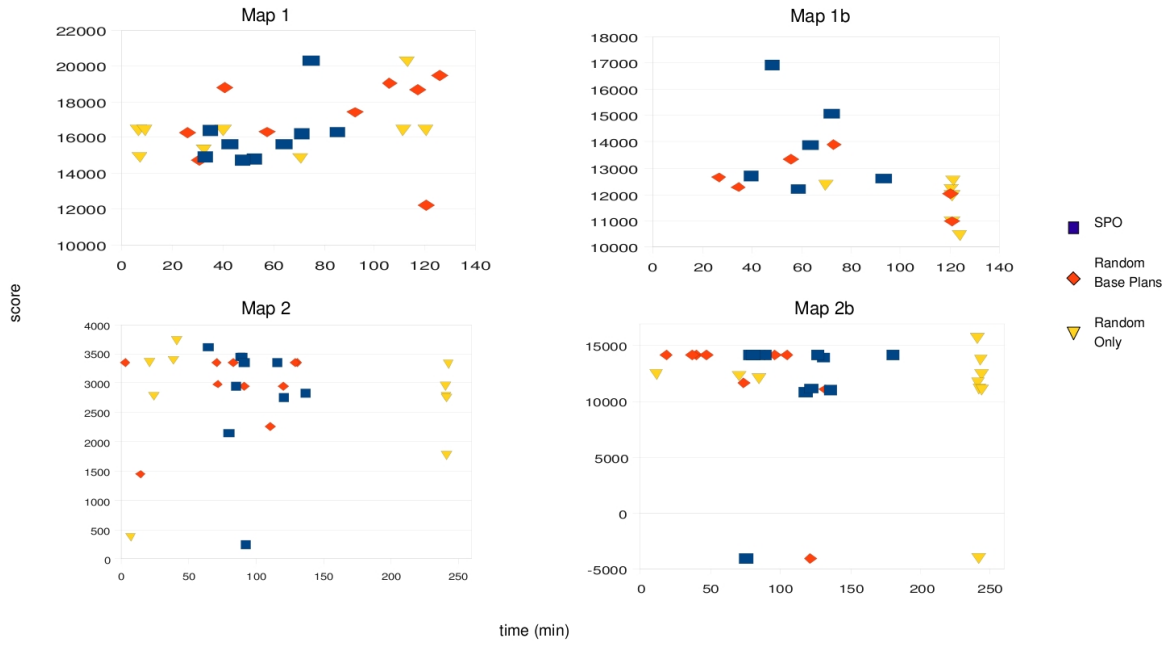 Map 1
22000
20000
18000
16000
14000
12000
10000
0 20 40 60 80 100 120 140
Map 1b
18000
17000
16000
15000
14000
13000
12000
11000
10000
0 20 40 60 80 100 120 140
score
Map 2
4000
3500
3000
2500
2000
1500
1000
500
0
0 50 100 150 200 250
Map 2b
15000
10000
5000
0
-5000
0 50 100 150 200 250
time (min)
SPO
Random
Base Plans
Random
Only